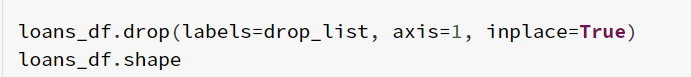 loans_df.drop(labels=drop_list, axis=1, inplace=True)
loans_df.shape